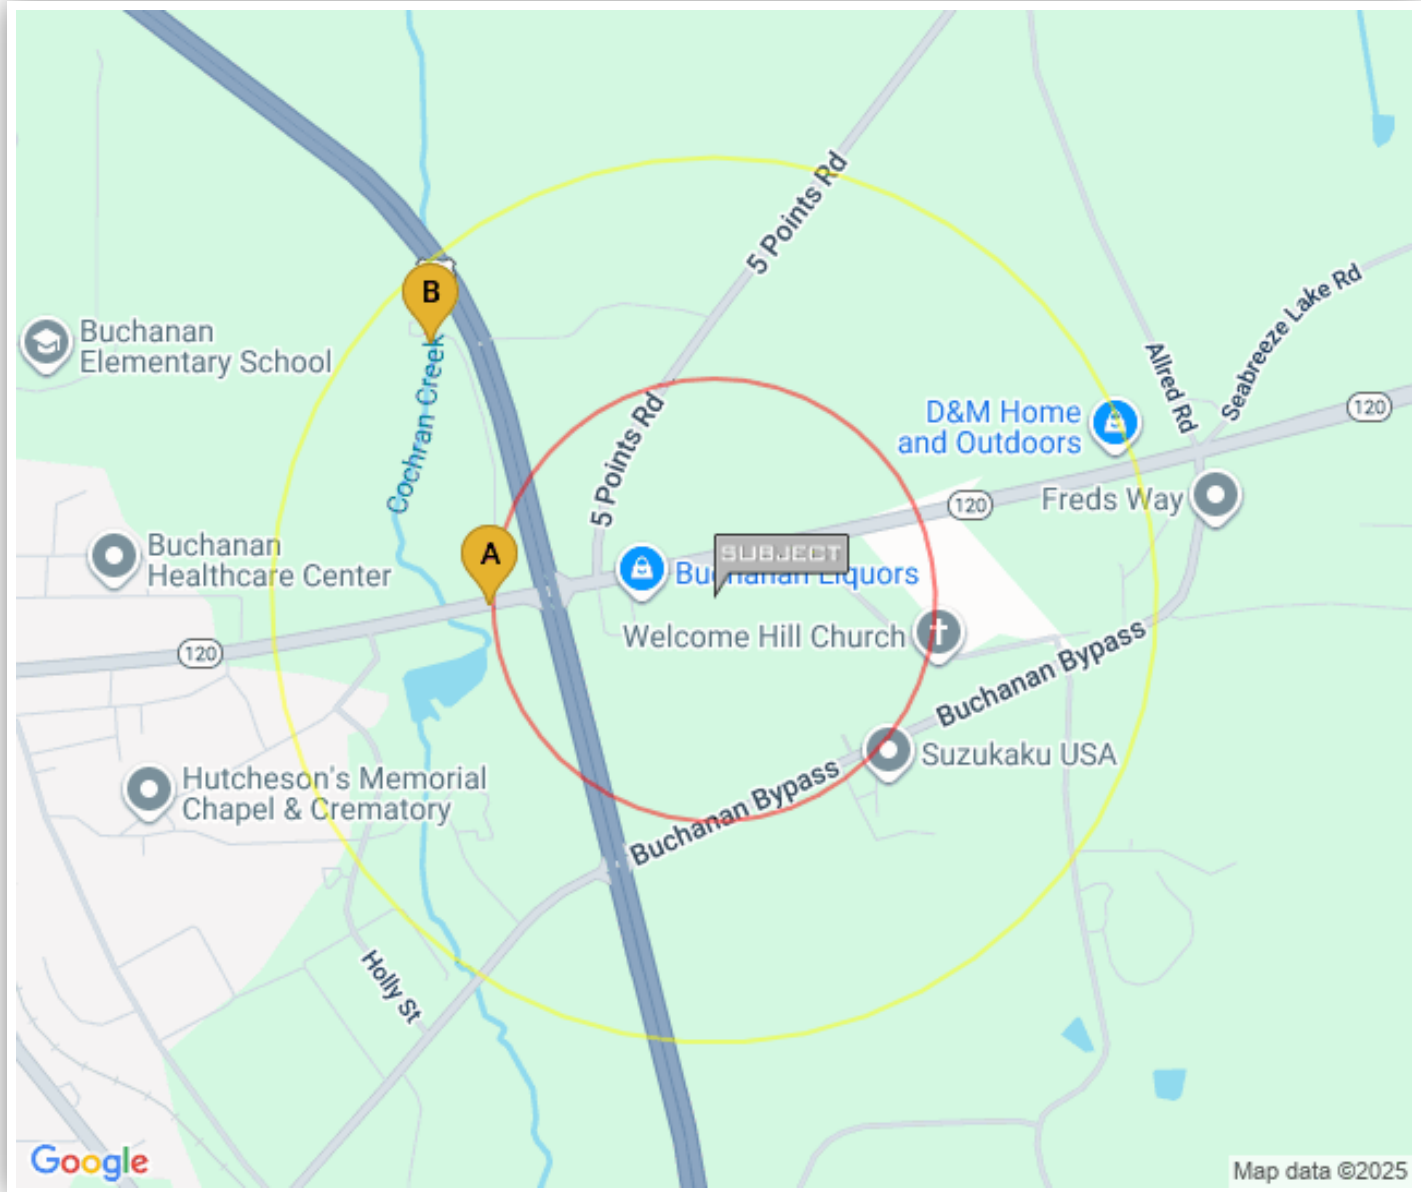 5 Points Rd
B
Buchanan
Elementary School
Cochran Creek
5 Points Rd
Allred Rd
Seabreeze Lake Rd
120
D&M Home
and Outdoors
120
Freds Way
A
SUBJECT
Buchanan Liquors
Buchanan
Healthcare Center
Welcome Hill Church
120
Buchanan Bypass
Suzukaku USA
Buchanan Bypass
Hutcheson's Memorial
Chapel & Crematory
Holly St
Google
Map data ©2025